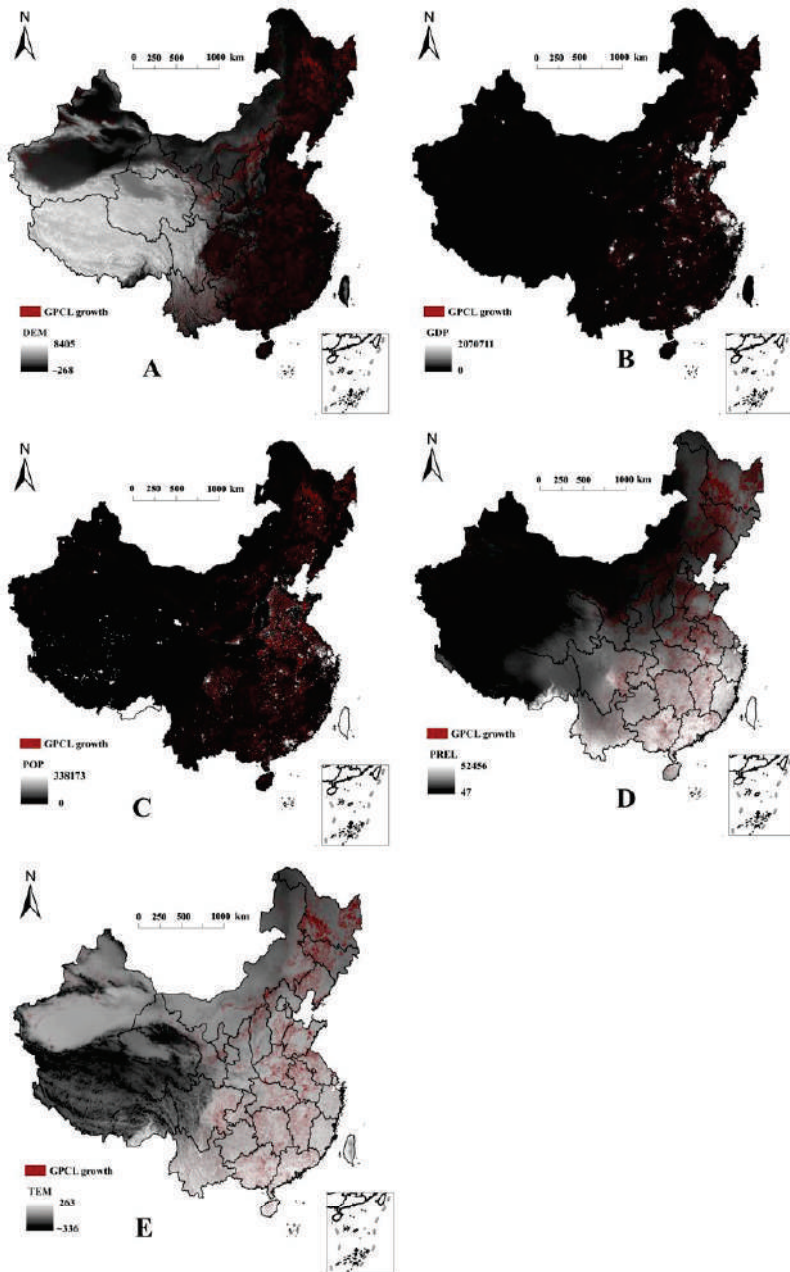 N
0 250 500 1000 km
GPCL growth
DEM
8405
-268
A
N
0 250 500 1000 km
GPCL growth
GDP
2070711
0
B
N
0 250 500 1000 km
GPCL growth
POP
338173
0
C
N
0 250 500 1000 km
GPCL growth
PREL
52456
47
D
N
0 250 500 1000 km
GPCL growth
TEM
263
-336
E